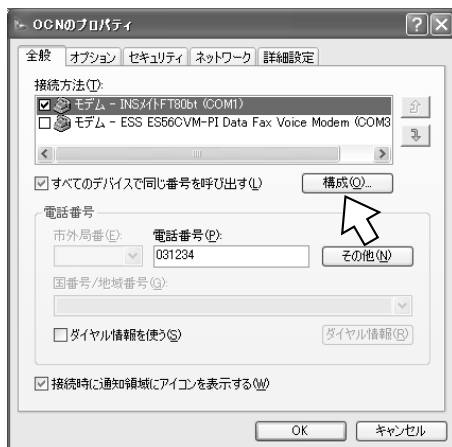 OCNのプロパティ
全般 オプション セキュリティ ネットワーク 詳細設定
接続方法(T):
モデム - INSメイトFT80bt (COM1)
モデム - ESS ES56CVM-PI Data Fax Voice Modem (COM3
すべてのデバイスで同じ番号を呼び出す(L)
構成(O)...
電話番号
市外局番(E): 電話番号(P):
031234
その他(N)
国番号/地域番号(G):
ダイヤル情報を使う(S)
ダイヤル情報(R)
接続時に通知領域にアイコンを表示する(W)
OK キャンセル